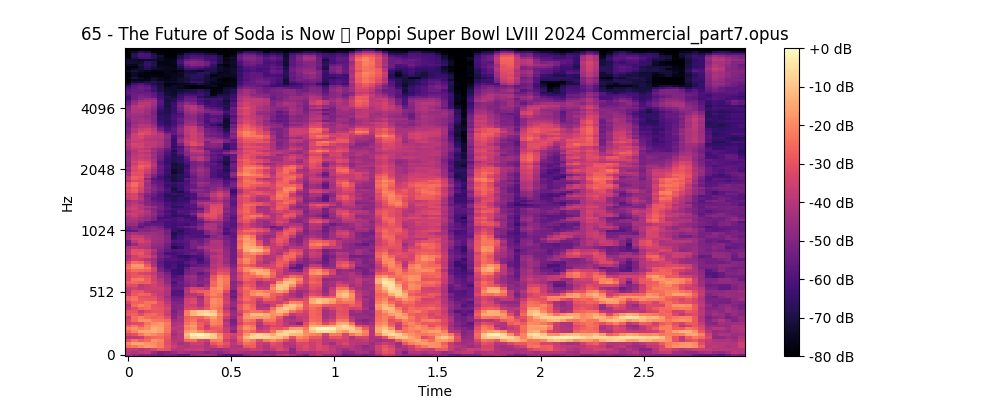 65 - The Future of Soda is Now ▯ Poppi Super Bowl LVIII 2024 Commercial_part7.opus
+0 dB
4096
-10 dB
-20 dB
2048
-30 dB
Hz
-40 dB
1024
-50 dB
512
-60 dB
-70 dB
0
-80 dB
0 0.5 1 1.5 2 2.5
Time